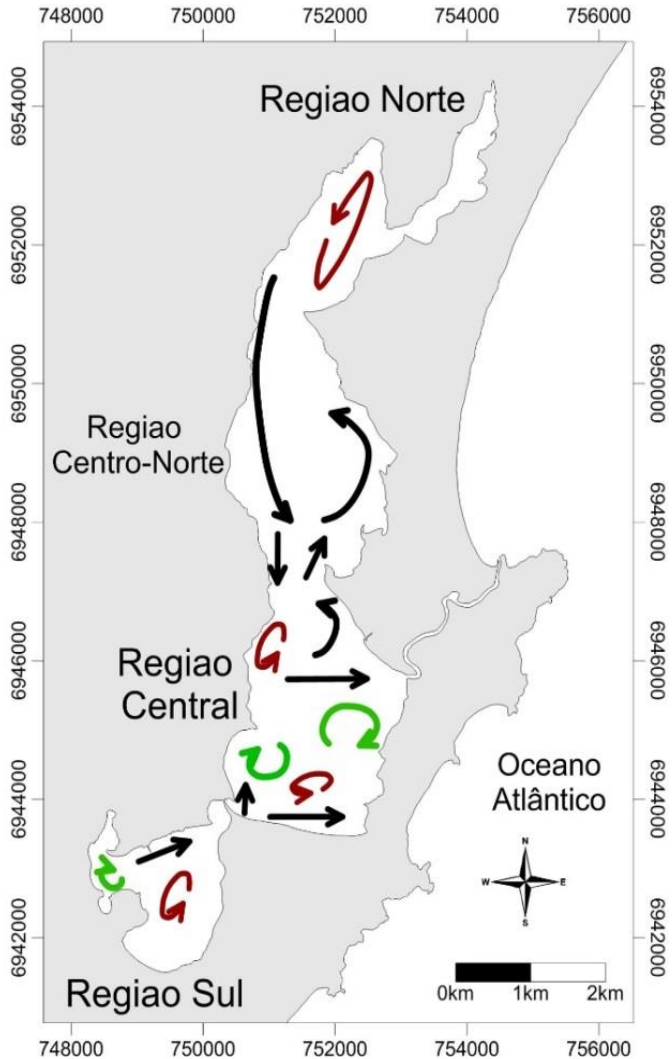 748000 750000 752000 754000 756000
6954000 6954000
Regiao Norte
6952000 6952000
6950000 6950000
Regiao
Centro-Norte
6948000 6948000
6946000 6946000
Regiao
Central
Oceano
Atlântico
6944000 6944000
N
W E
S
6942000 6942000
Regiao Sul
0km 1km 2km
748000 750000 752000 754000 756000